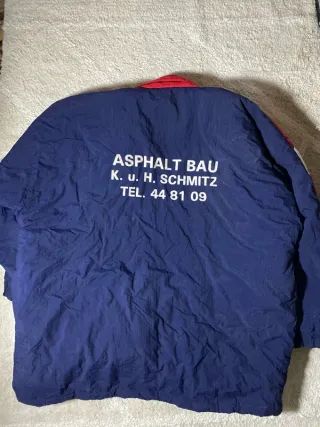 ASPHALT BAU
K. u. H. SCHMITZ
TEL. 44 81 09